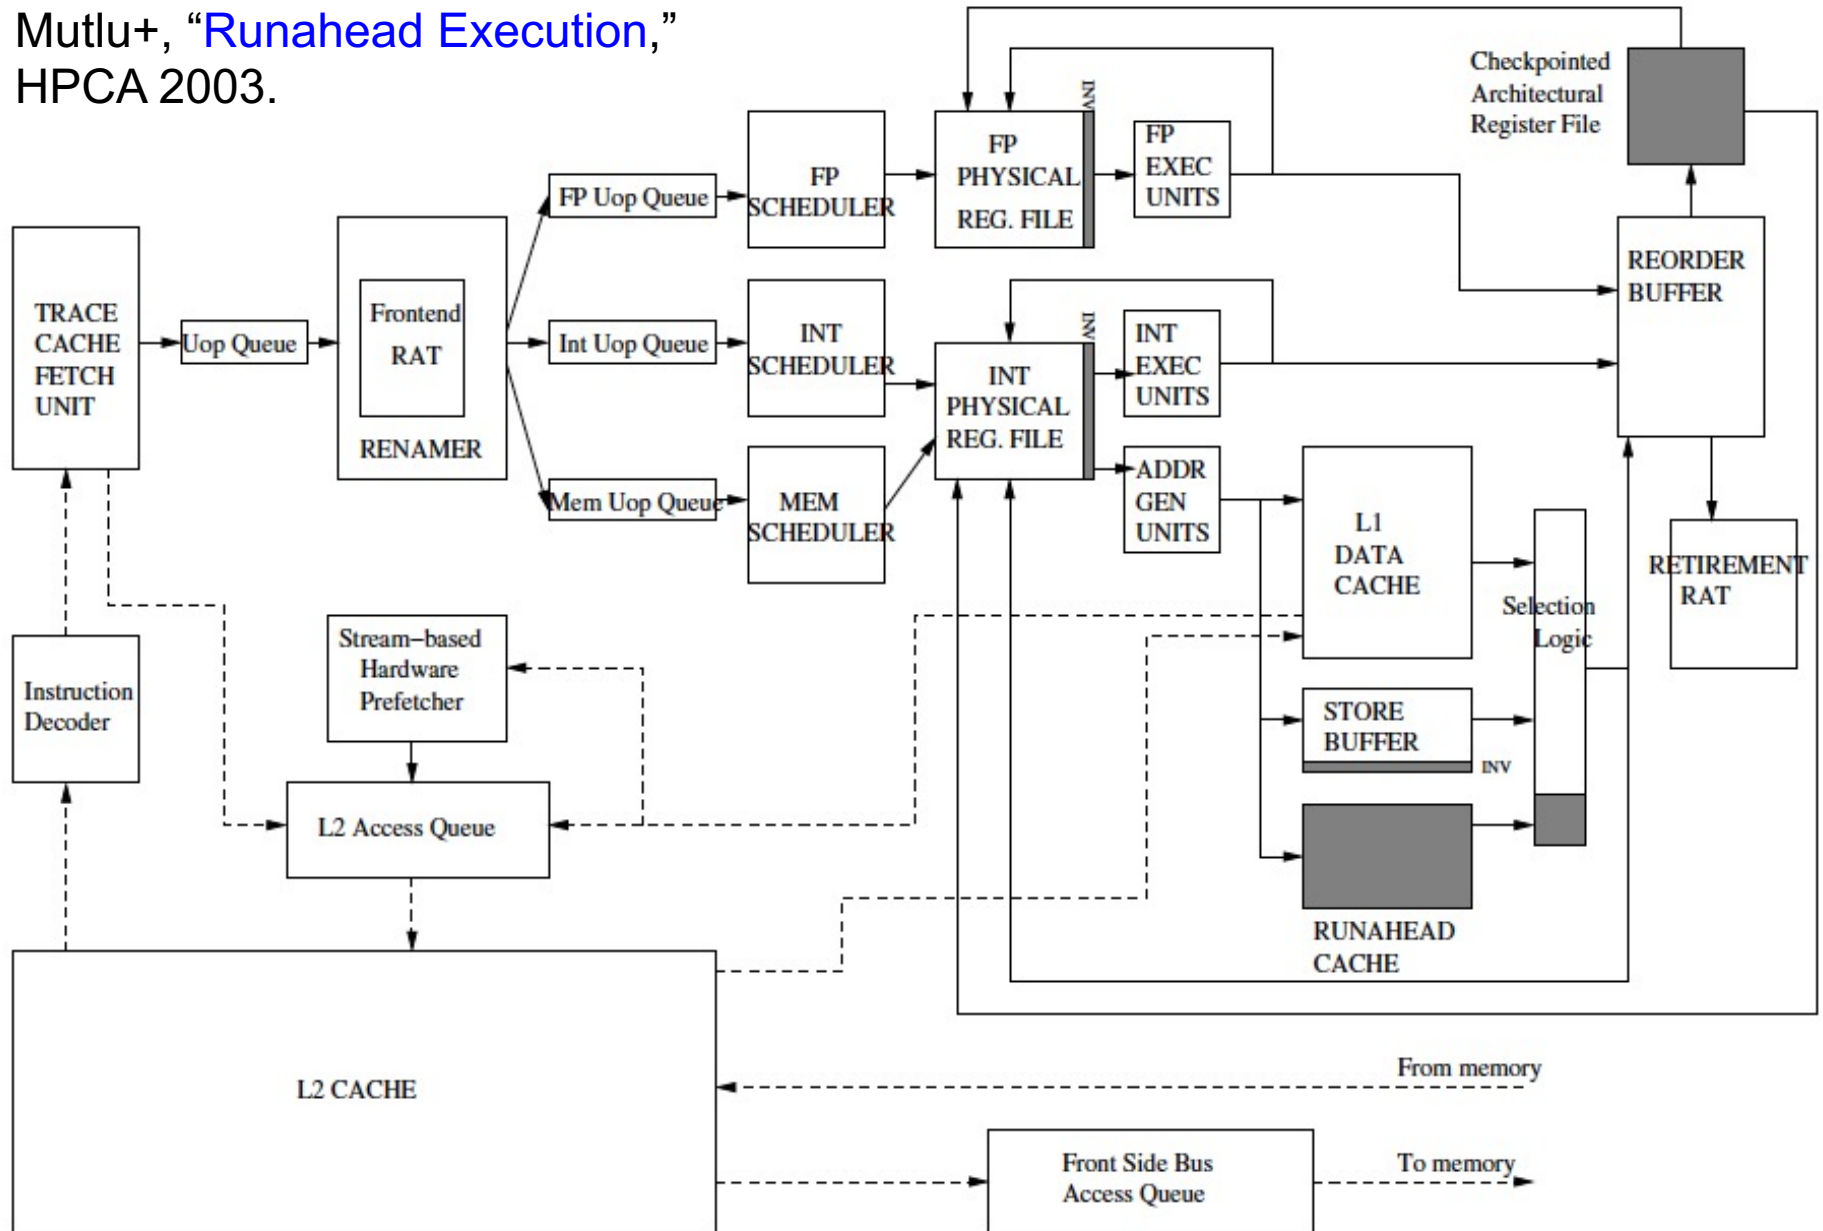 Mutlu+, “Runahead Execution,”
HPCA 2003.
Checkpointed
Architectural
Register File
INV
FP
PHYSICAL
REG. FILE
FP
EXEC
UNITS
FP Uop Queue
FP
SCHEDULER
REORDER
BUFFER
TRACE
CACHE
FETCH
UNIT
Uop Queue
Frontend
RAT
RENAMER
Int Uop Queue
INT
SCHEDULER
INV
INT
PHYSICAL
REG. FILE
INT
EXEC
UNITS
Mem Uop Queue
MEM
SCHEDULER
ADDR
GEN
UNITS
L1
DATA
CACHE
Selection
Logic
RETIREMENT
RAT
Instruction
Decoder
Stream−based
Hardware
Prefetcher
STORE
BUFFER
INV
L2 Access Queue
RUNAHEAD
CACHE
L2 CACHE
From memory
Front Side Bus
Access Queue
To memory